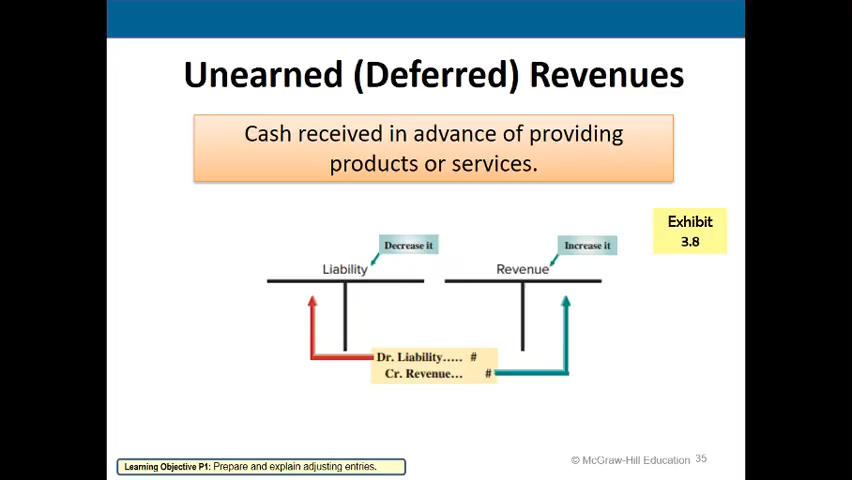 Unearned (Deferred) Revenues
Cash received in advance of providing
products or services.
Exhibit
3.8
Decrease it
Increase it
Liability
Revenue
Dr. Liability..... #
Cr. Revenue... #
Learning Objective P1: Prepare and explain adjusting entries.
© McGraw-Hill Education 35